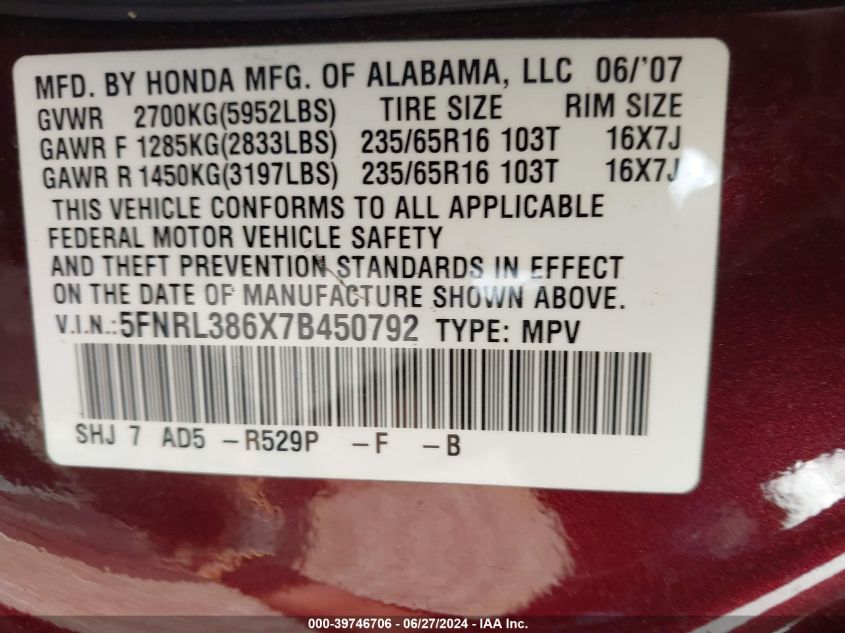 MFD. BY HONDA MFG. OF ALABAMA, LLC 06/'07
GVWR 2700KG(5952LBS) TIRE SIZE RIM SIZE
GAWR F 1285KG(2833LBS) 235/65R16 103T 16X7J
GAWR R 1450KG(3197LBS) 235/65R16 103T 16X7J
THIS VEHICLE CONFORMS TO ALL APPLICABLE
FEDERAL MOTOR VEHICLE SAFETY
AND THEFT PREVENTION STANDARDS IN EFFECT
ON THE DATE OF MANUFACTURE SHOWN ABOVE.
V.I.N.:5FNRL386X7B450792 TYPE: MPV
SHJ 7 AD5 -R529P -F -B
000-39746706 - 06/27/2024 - IAA Inc.